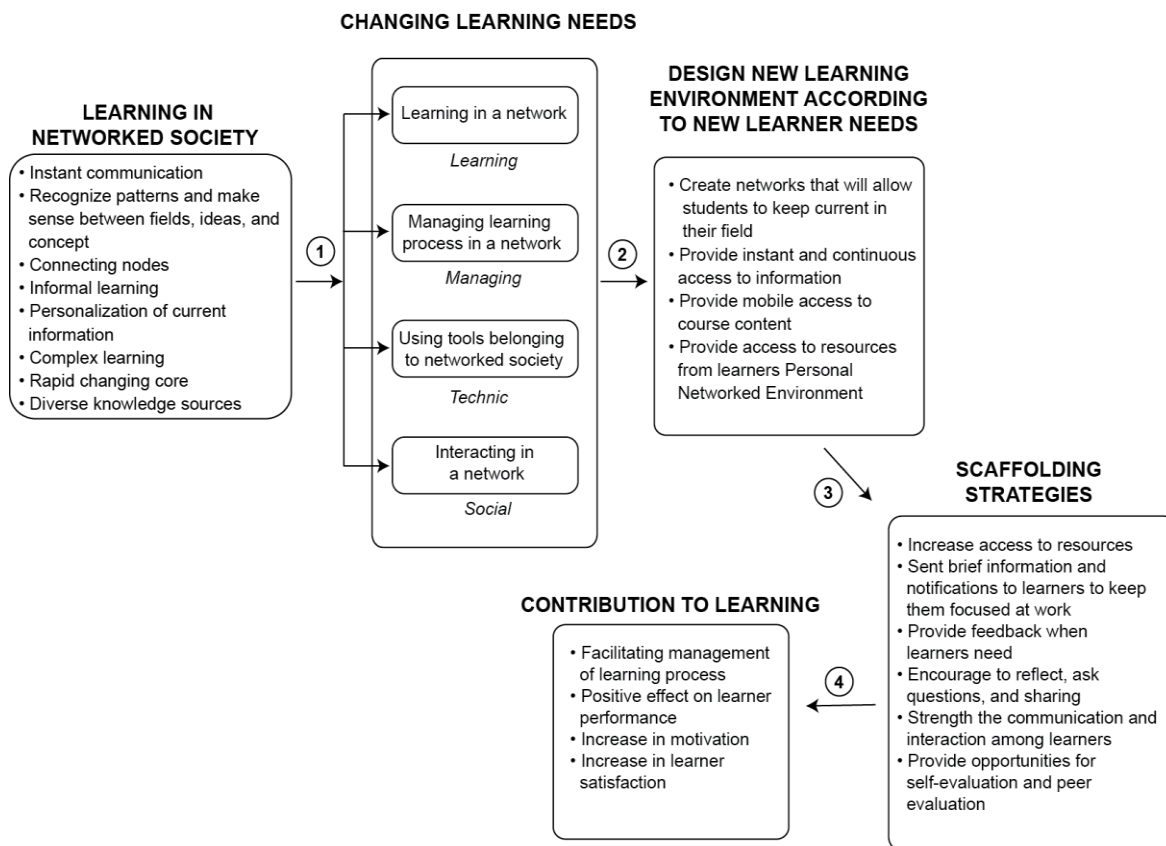 CHANGING LEARNING NEEDS
LEARNING IN
NETWORKED SOCIETY
• Instant communication
• Recognize patterns and make
sense between fields, ideas, and
concept
• Connecting nodes
• Informal learning
• Personalization of current
information
• Complex learning
• Rapid changing core
• Diverse knowledge sources
1
Learning in a network
Learning
Managing learning
process in a network
Managing
Using tools belonging
to networked society
Technic
Interacting in
a network
Social
2
DESIGN NEW LEARNING
ENVIRONMENT ACCORDING
TO NEW LEARNER NEEDS
• Create networks that will allow
students to keep current in
their field
• Provide instant and continuous
access to information
• Provide mobile access to
course content
• Provide access to resources
from learners Personal
Networked Environment
3
SCAFFOLDING
STRATEGIES
• Increase access to resources
• Sent brief information and
notifications to learners to keep
them focused at work
• Provide feedback when
learners need
• Encourage to reflect, ask
questions, and sharing
• Strength the communication and
interaction among learners
• Provide opportunities for
self-evaluation and peer
evaluation
4
CONTRIBUTION TO LEARNING
• Facilitating management
of learning process
• Positive effect on learner
performance
• Increase in motivation
• Increase in learner
satisfaction